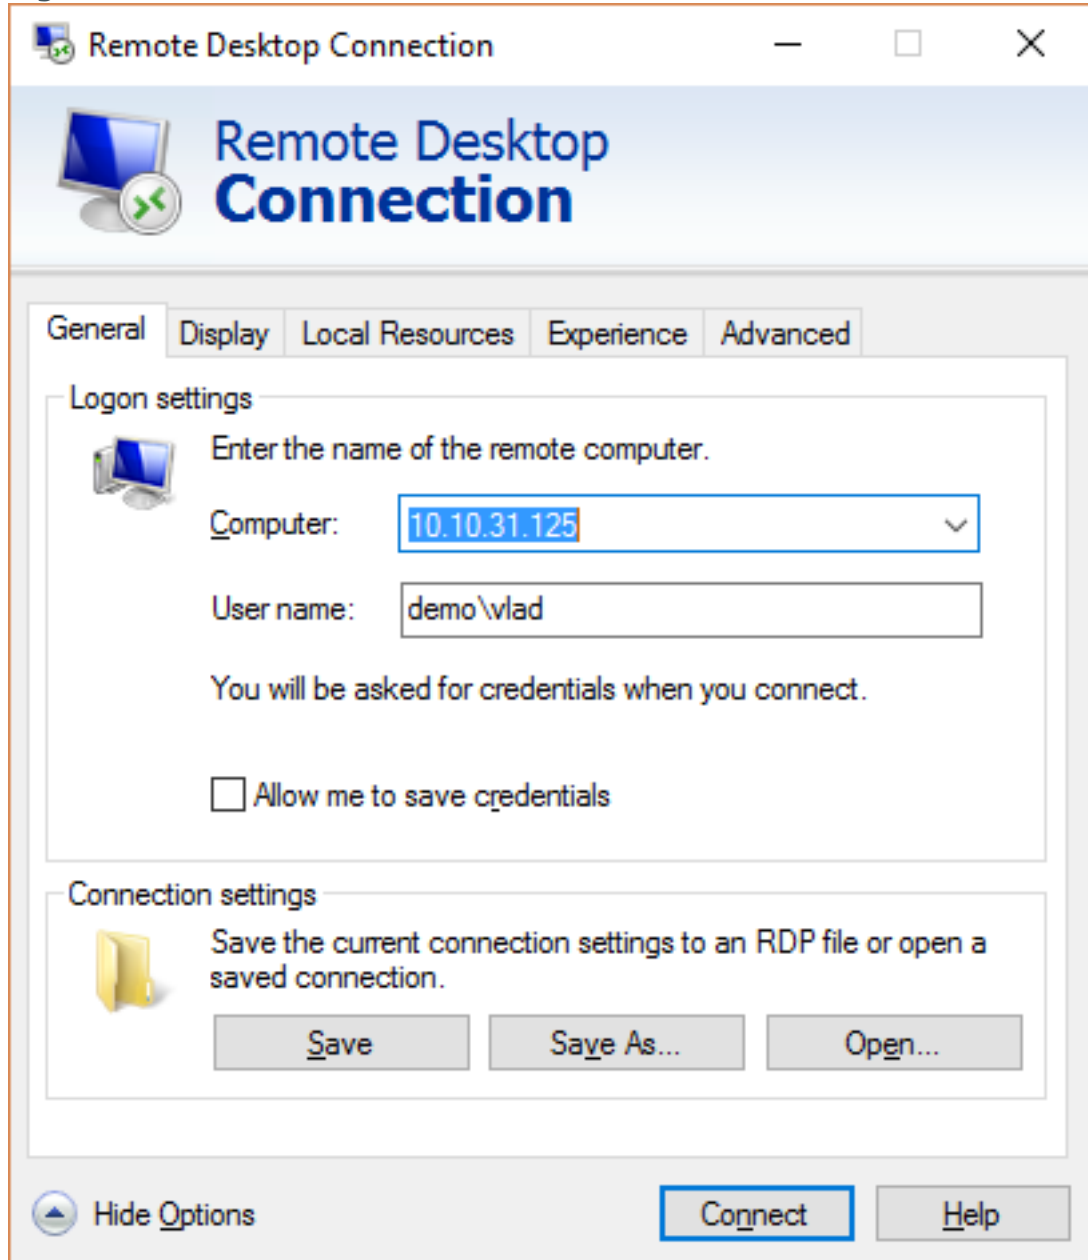 Remote Desktop Connection
Remote Desktop
Connection
General Display Local Resources Experience Advanced
Logon settings
Enter the name of the remote computer.
Computer: 10.10.31.125
User name: demo\vlad
You will be asked for credentials when you connect.
Allow me to save credentials
Connection settings
Save the current connection settings to an RDP file or open a
saved connection.
Save Save As... Open...
Hide Options Connect Help